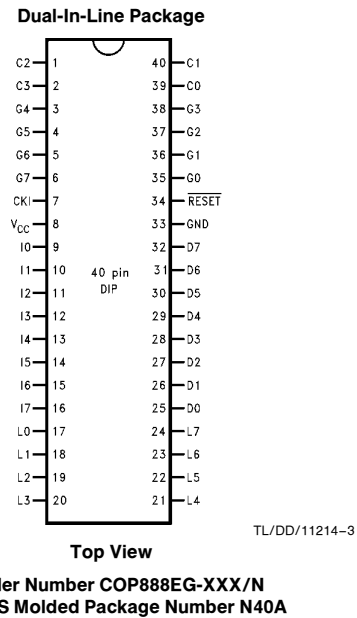 Dual-In-Line Package
C2 1 40 C1
C3 2 39 C0
G4 3 38 G3
G5 4 37 G2
G6 5 36 G1
G7 6 35 G0
CKI 7 34 RESET
VCC 8 33 GND
I0 9 32 D7
I1 10 40 pin 31 D6
DIP
I2 11 30 D5
I3 12 29 D4
I4 13 28 D3
I5 14 27 D2
I6 15 26 D1
I7 16 25 D0
L0 17 24 L7
L1 18 23 L6
L2 19 22 L5
L3 20 21 L4
TL/DD/11214–3
Top View
der Number COP888EG-XXX/N
S Molded Package Number N40A